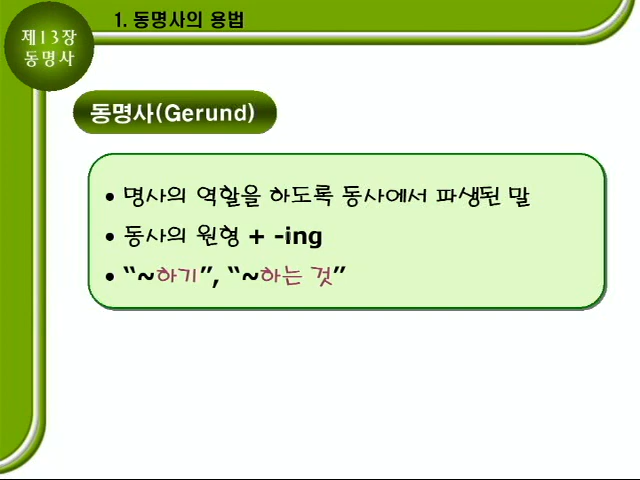 제13장
동명사
1. 동명사의 용법
동명사(Gerund)
• 명사의 역할을 하도록 동사에서 파생된 말
• 동사의 원형 + -ing
• “~하기”, “~하는 것”